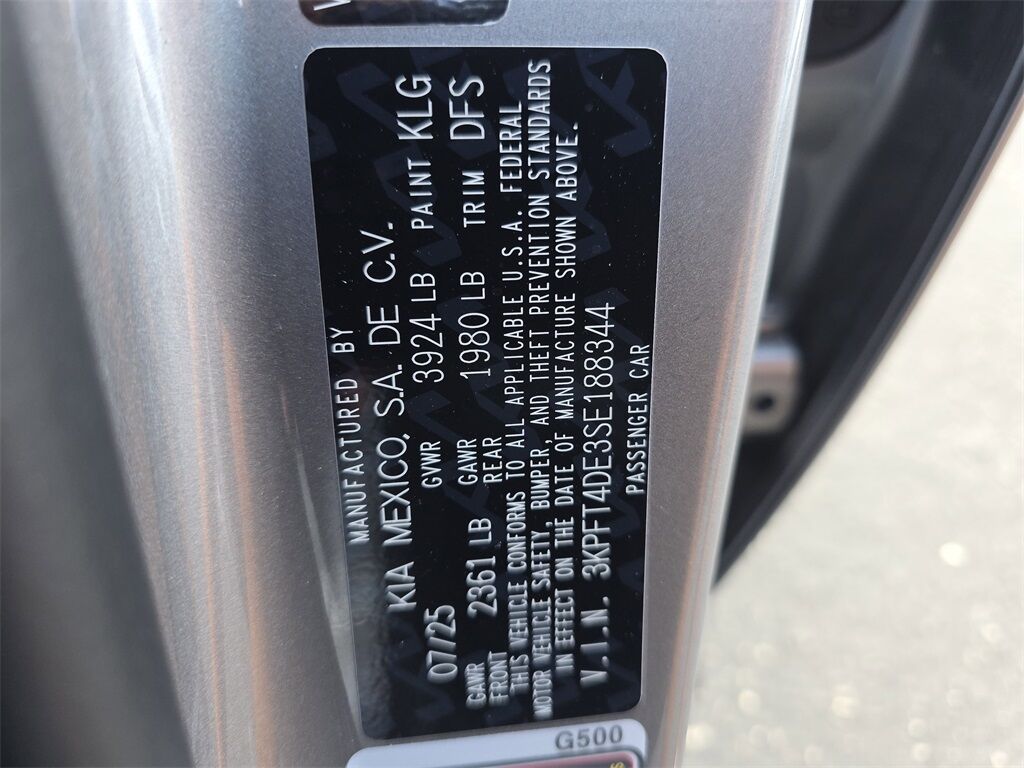 MANUFACTURED BY
KIA MEXICO, S.A. DE C.V.
07/25 GVWR 3924 LB PAINT KLG
GAWR FRONT 2361 LB GAWR REAR 1980 LB TRIM DFS
THIS VEHICLE CONFORMS TO ALL APPLICABLE U.S.A. FEDERAL
MOTOR VEHICLE SAFETY, BUMPER, AND THEFT PREVENTION STANDARDS
IN EFFECT ON THE DATE OF MANUFACTURE SHOWN ABOVE.
V.I.N. 3KPFT4DE3SE188344
PASSENGER CAR
G500